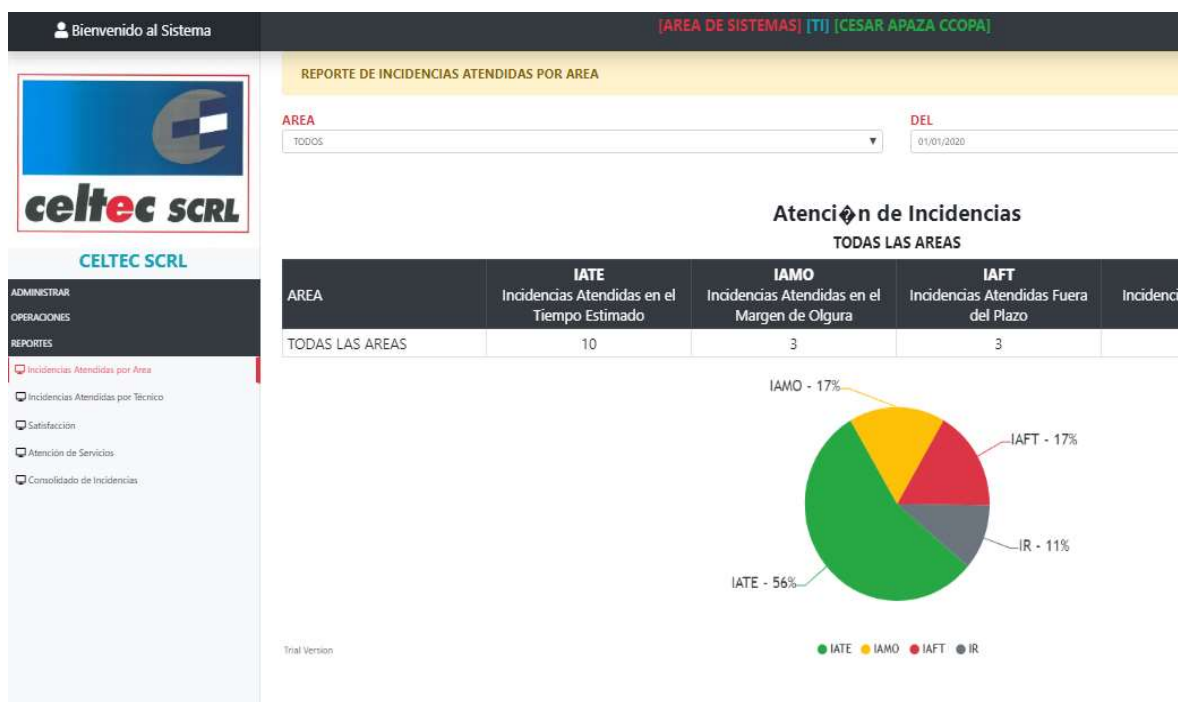 Bienvenido al Sistema
[AREA DE SISTEMAS] [TI] [CESAR APAZA CCOPA]
celtec SCRL
CELTEC SCRL
ADMINISTRAR
OPERACIONES
REPORTES
Incidencias Atendidas por Area
Incidencias Atendidas por Técnico
Satisfacción
Atención de Servicios
Consolidado de Incidencias
REPORTE DE INCIDENCIAS ATENDIDAS POR AREA
AREA
TODOS
DEL
01/01/2020
Atenci�n de Incidencias
TODAS LAS AREAS
AREA
IATE
Incidencias Atendidas en el
Tiempo Estimado
IAMO
Incidencias Atendidas en el
Margen de Olgura
IAFT
Incidencias Atendidas Fuera
del Plazo
Incidenci
TODAS LAS AREAS 10 3 3
IAMO - 17%
IAFT - 17%
IR - 11%
IATE - 56%
Trial Version
IATE IAMO IAFT IR